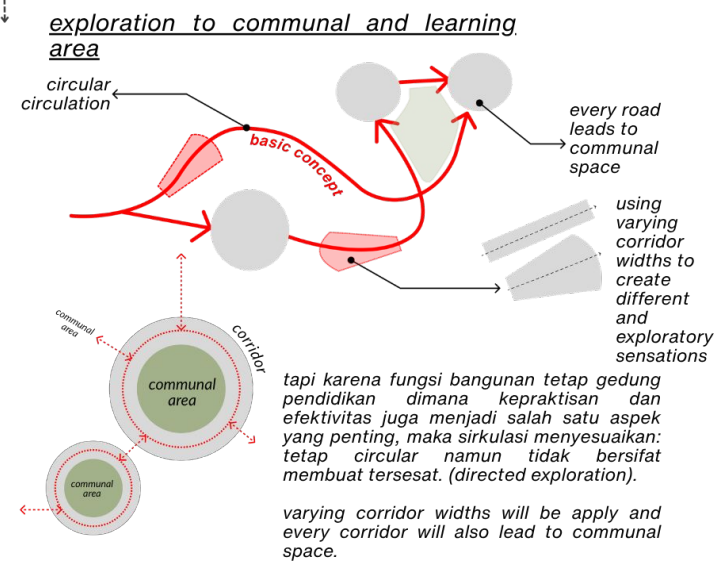 exploration to communal and learning
area
circular
circulation
basic concept
every road
leads to
communal
space
using
varying
corridor
widths to
create
different
and
exploratory
sensations
communal
area
corridor
communal
area
communal
area
tapi karena fungsi bangunan tetap gedung
pendidikan dimana kepraktisan dan
efektivitas juga menjadi salah satu aspek
yang penting, maka sirkulasi menyesuaikan:
tetap circular namun tidak bersifat
membuat tersesat. (directed exploration).
varying corridor widths will be apply and
every corridor will also lead to communal
space.